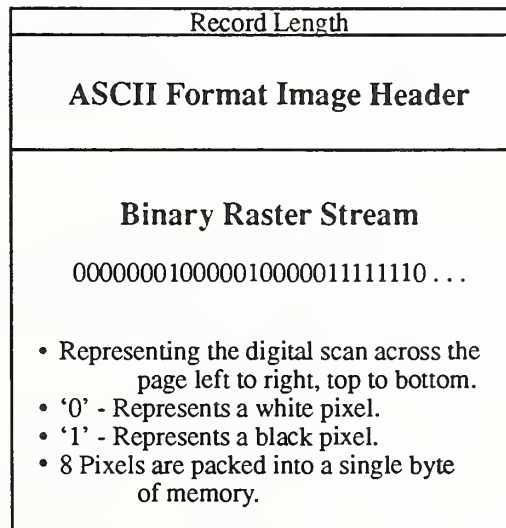 Record Length
ASCII Format Image Header
Binary Raster Stream
00000001000001000001111110 . . .
• Representing the digital scan across the
page left to right, top to bottom.
• ‘0’ - Represents a white pixel.
• ‘1’ - Represents a black pixel.
• 8 Pixels are packed into a single byte
of memory.